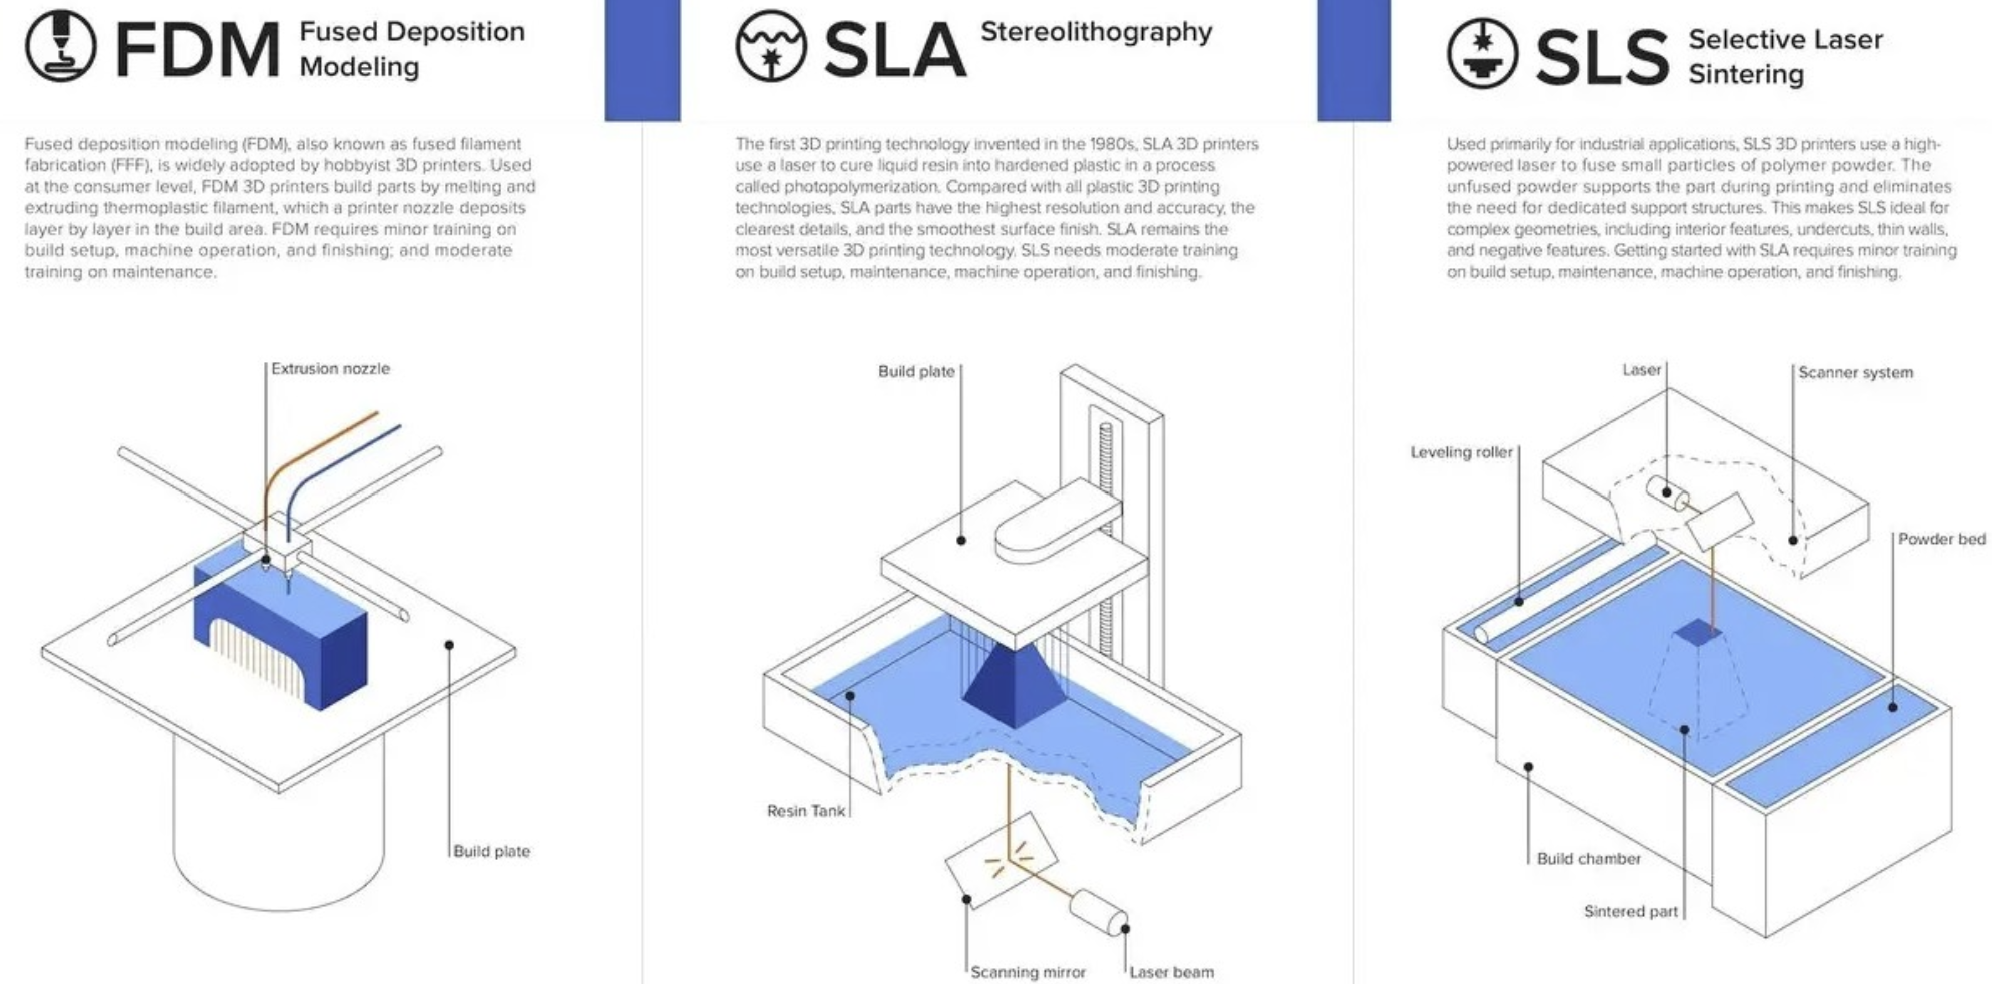 FDM
Fused Deposition
Modeling
Fused deposition modeling (FDM), also known as fused filament
fabrication (FFF), is widely adopted by hobbyist 3D printers. Used
at the consumer level, FDM 3D printers build parts by melting and
extruding thermoplastic filament, which a printer nozzle deposits
layer by layer in the build area. FDM requires minor training on
build setup, machine operation, and finishing; and moderate
training on maintenance.
Extrusion nozzle
Build plate
SLA
Stereolithography
The first 3D printing technology invented in the 1980s, SLA 3D printers
use a laser to cure liquid resin into hardened plastic in a process
called photopolymerization. Compared with all plastic 3D printing
technologies, SLA parts have the highest resolution and accuracy, the
clearest details, and the smoothest surface finish. SLA remains the
most versatile 3D printing technology. SLS needs moderate training
on build setup, maintenance, machine operation, and finishing.
Build plate
Resin Tank
Scanning mirror
Laser beam
SLS
Selective Laser
Sintering
Used primarily for industrial applications, SLS 3D printers use a high-
powered laser to fuse small particles of polymer powder. The
unfused powder supports the part during printing and eliminates
the need for dedicated support structures. This makes SLS ideal for
complex geometries, including interior features, undercuts, thin walls,
and negative features. Getting started with SLA requires minor training
on build setup, maintenance, machine operation, and finishing.
Laser
Scanner system
Leveling roller
Powder bed
Build chamber
Sintered part